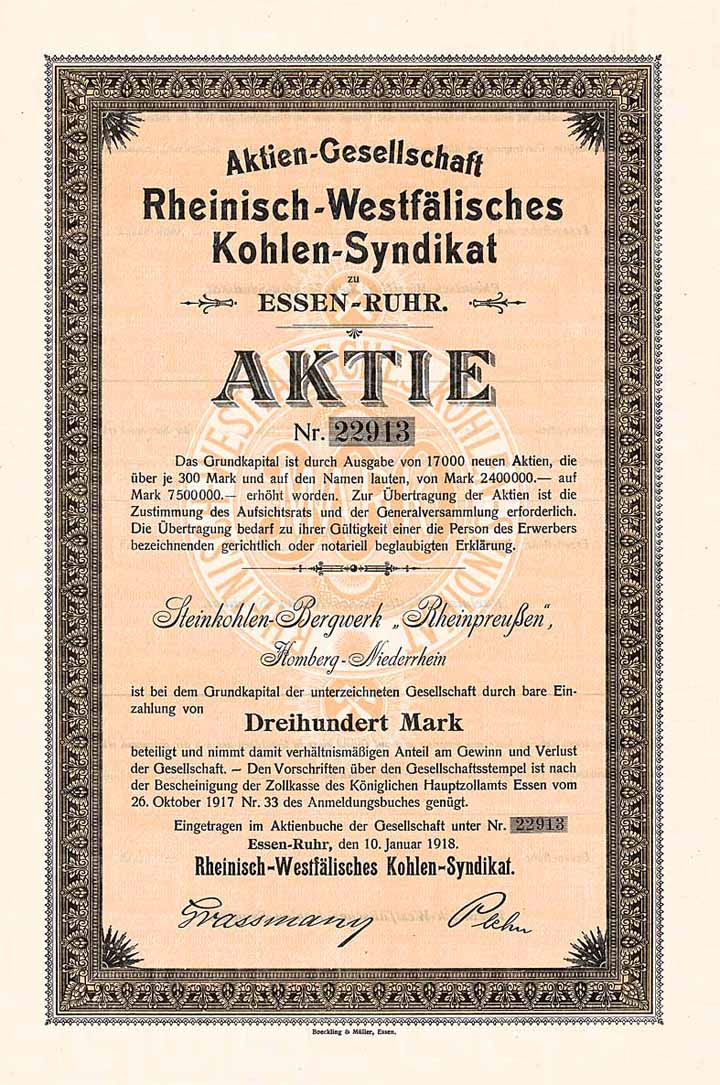 Aktien-Gesellschaft
Rheinisch-Westfälisches
Kohlen-Syndikat
zu
ESSEN-RUHR.
AKTIE
Nr. 22913
Das Grundkapital ist durch Ausgabe von 17000 neuen Aktien, die
über je 300 Mark und auf den Namen lauten, von Mark 2400000.— auf
Mark 7500000.— erhöht worden. Zur Übertragung der Aktien ist die
Zustimmung des Aufsichtsrats und der Generalversammlung erforderlich.
Die Übertragung bedarf zu ihrer Gültigkeit einer die Person des Erwerbers
bezeichnenden gerichtlich oder notariell beglaubigten Erklärung.
Steinkohlen-Bergwerk „Rheinpreußen",
Homberg-Niederrhein
ist bei dem Grundkapital der unterzeichneten Gesellschaft durch bare Ein-
zahlung von
Dreihundert Mark
beteiligt und nimmt damit verhältnismäßigen Anteil am Gewinn und Verlust
der Gesellschaft. — Den Vorschriften über den Gesellschaftsstempel ist nach
der Bescheinigung der Zollkasse des Königlichen Hauptzollamts Essen vom
26. Oktober 1917 Nr. 33 des Anmeldungsbuches genügt.
Eingetragen im Aktienbuche der Gesellschaft unter Nr. 22913
Essen-Ruhr, den 10. Januar 1918.
Rheinisch-Westfälisches Kohlen-Syndikat.
Boeckling & Müller, Essen.